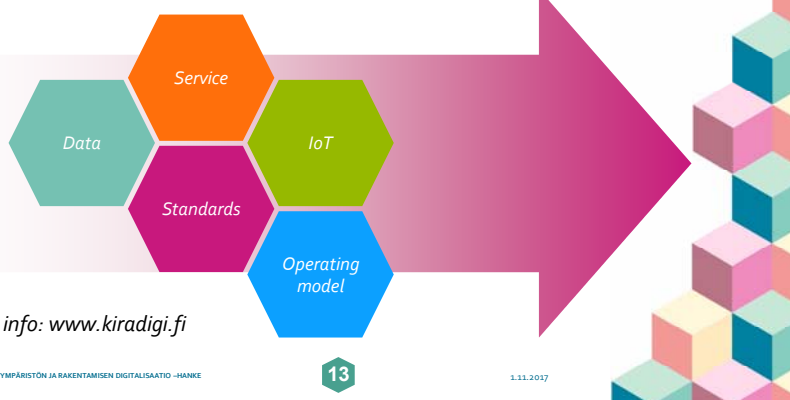 Service
Data
IoT
Standards
Operating
model
info: www.kiradigi.fi
YMPÄRISTÖN JA RAKENTAMISEN DIGITALISAATIO –HANKE
13
1.11.2017